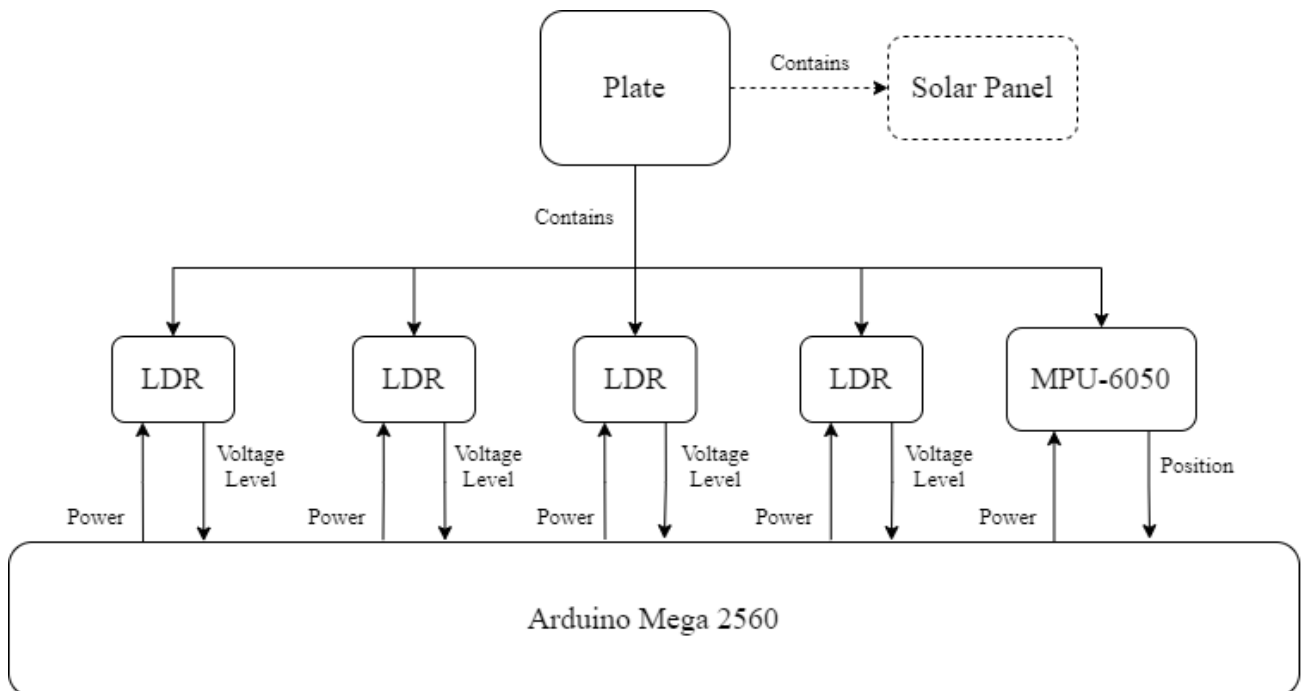 Plate
Contains
Solar Panel
Contains
LDR
LDR
LDR
LDR
MPU-6050
Voltage
Level
Voltage
Level
Voltage
Level
Voltage
Level
Position
Power
Power
Power
Power
Power
Arduino Mega 2560